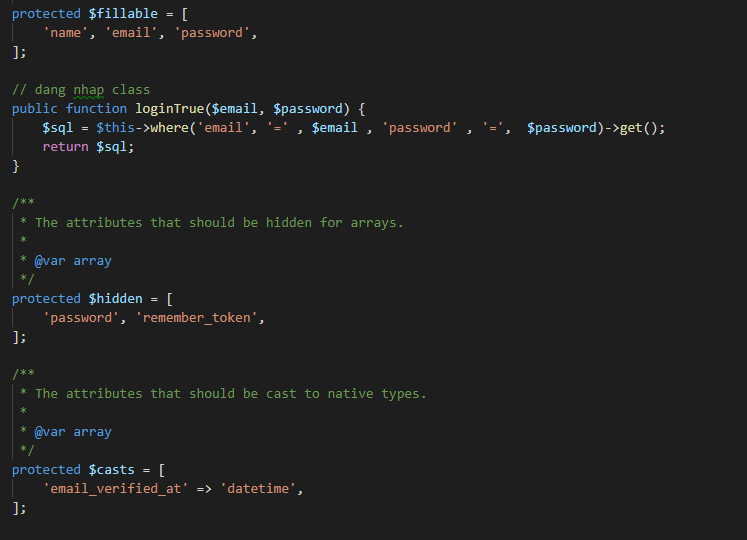 protected $fillable = [
    'name', 'email', 'password',
];
// dang nhap class
public function loginTrue($email, $password) {
    $sql = $this->where('email', '=' , $email , 'password' , '=',  $password)->get();
    return $sql;
}
/**
 * The attributes that should be hidden for arrays.
 *
 * @var array
 */
protected $hidden = [
    'password', 'remember_token',
];
/**
 * The attributes that should be cast to native types.
 *
 * @var array
 */
protected $casts = [
    'email_verified_at' => 'datetime',
];